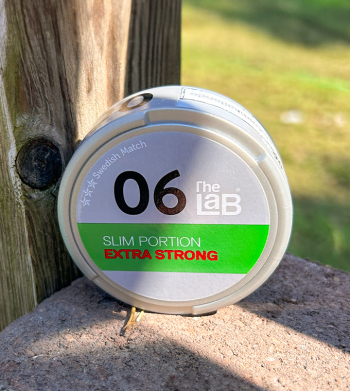 Swedish Match
06
The
LaB
SLIM PORTION
EXTRA STRONG